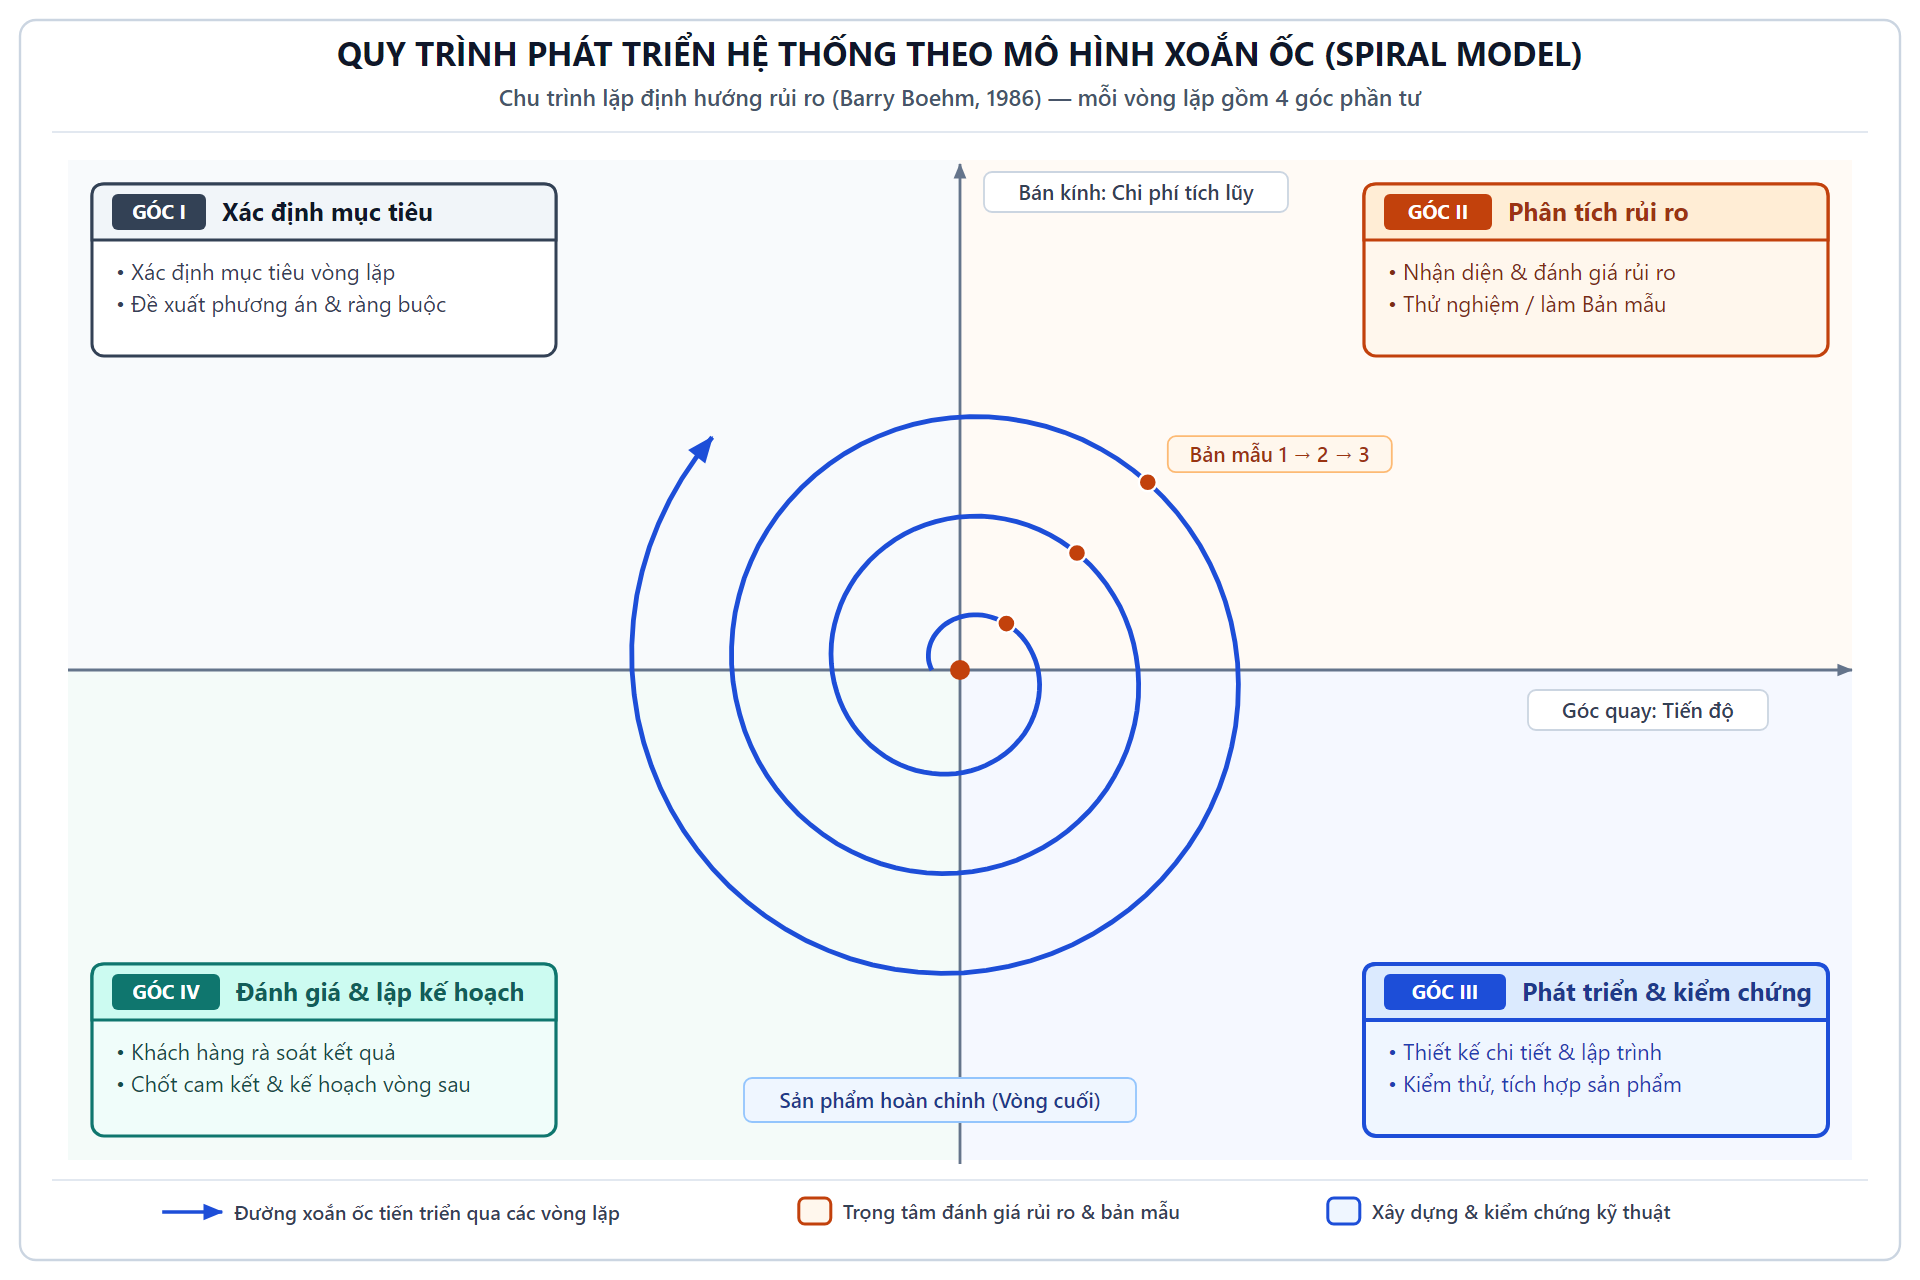 QUY TRÌNH PHÁT TRIỂN HỆ THỐNG THEO MÔ HÌNH XOẮN ỐC (SPIRAL MODEL)
Chu trình lặp định hướng rủi ro (Barry Boehm, 1986) — mỗi vòng lặp gồm 4 góc phần tư
GÓC I Xác định mục tiêu
• Xác định mục tiêu vòng lặp
• Đề xuất phương án & ràng buộc
Bán kính: Chi phí tích lũy
GÓC II Phân tích rủi ro
• Nhận diện & đánh giá rủi ro
• Thử nghiệm / làm Bản mẫu
Bản mẫu 1 → 2 → 3
Góc quay: Tiến độ
GÓC IV Đánh giá & lập kế hoạch
• Khách hàng rà soát kết quả
• Chốt cam kết & kế hoạch vòng sau
Sản phẩm hoàn chỉnh (Vòng cuối)
GÓC III Phát triển & kiểm chứng
• Thiết kế chi tiết & lập trình
• Kiểm thử, tích hợp sản phẩm
Đường xoắn ốc tiến triển qua các vòng lặp
Trọng tâm đánh giá rủi ro & bản mẫu
Xây dựng & kiểm chứng kỹ thuật